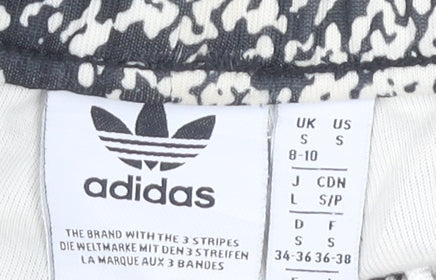 adidas
THE BRAND WITH THE 3 STRIPES
DIE WELTMARKE MIT DEN 3 STREIFEN
LA MARQUE AUX 3 BANDES
UK US
S S
8-10
J CDN
L S/P
D F
S S
34-36 36-38